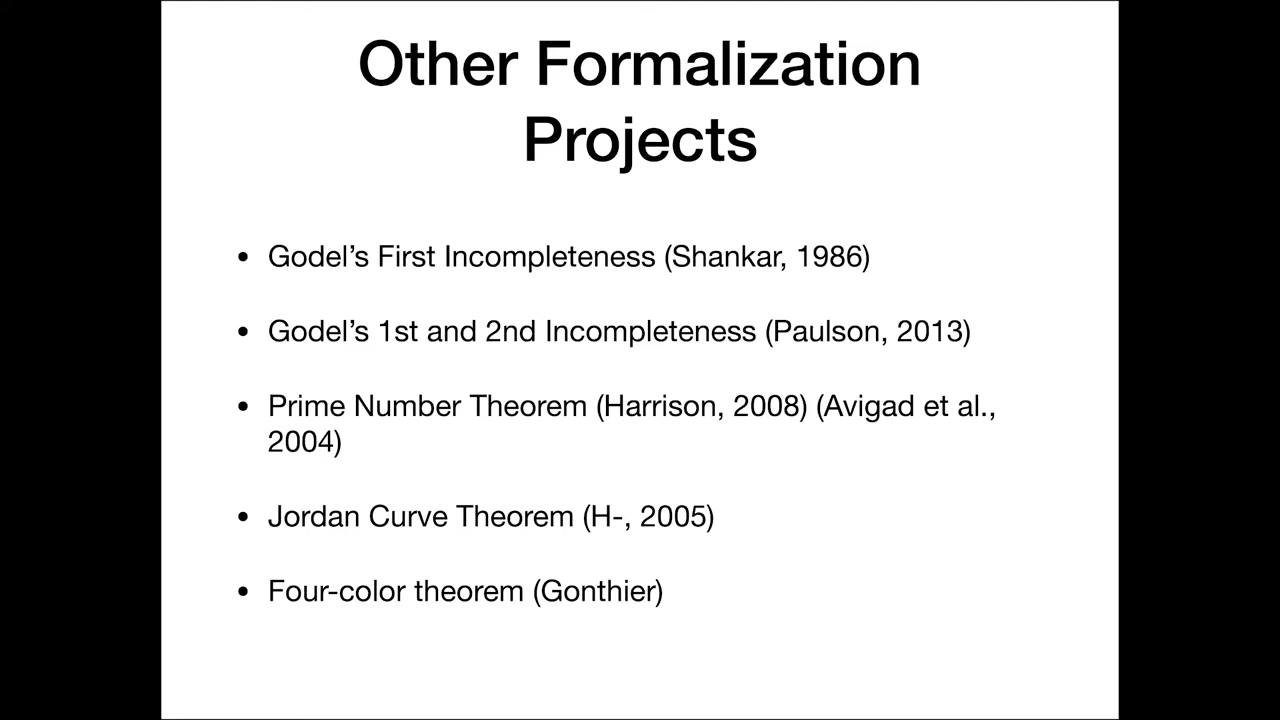 Other Formalization
Projects
• Godel’s First Incompleteness (Shankar, 1986)
• Godel’s 1st and 2nd Incompleteness (Paulson, 2013)
• Prime Number Theorem (Harrison, 2008) (Avigad et al.,
2004)
• Jordan Curve Theorem (H-, 2005)
• Four-color theorem (Gonthier)